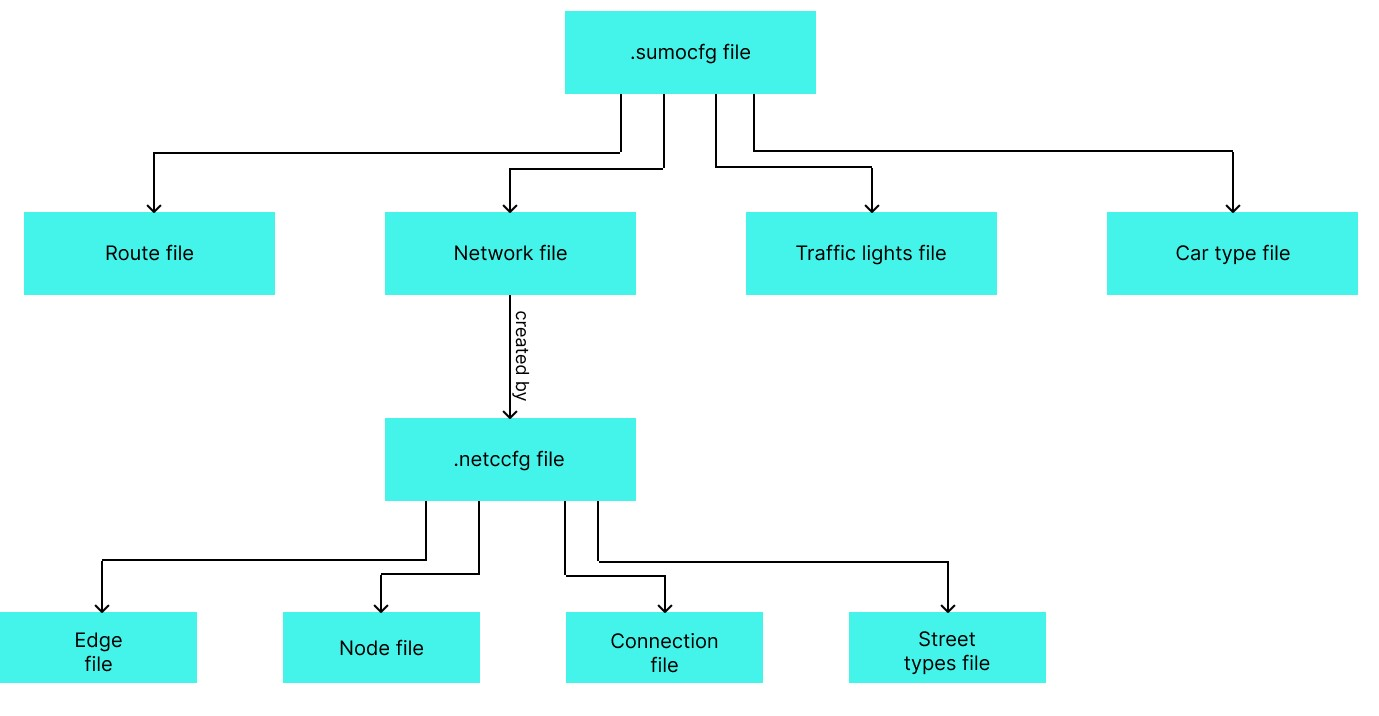 .sumocfg file
Route file
Network file
Traffic lights file
Car type file
created by
.netccfg file
Edge
file
Node file
Connection
file
Street
types file